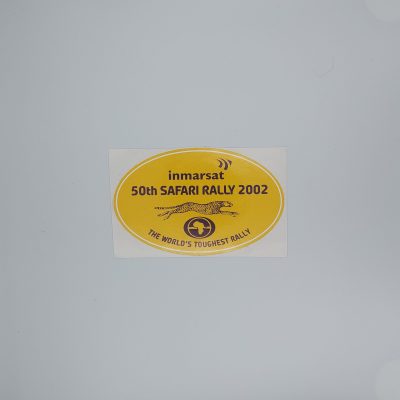 inmarsat
50th SAFARI RALLY 2002
THE WORLD'S TOUGHEST RALLY